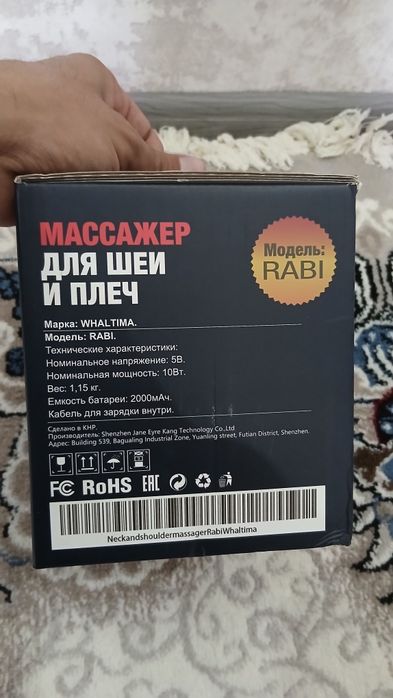 МАССАЖЕР
ДЛЯ ШЕИ
И ПЛЕЧ
Модель:
RABI
Марка: WHALTIMA.
Модель: RABI.
Технические характеристики:
Номинальное напряжение: 5В.
Номинальная мощность: 10Вт.
Вес: 1,15 кг.
Емкость батареи: 2000мАч.
Кабель для зарядки внутри.
Сделано в КНР.
Производитель: Shenzhen Jane Eyre Kang Technology Co.,Ltd
Адрес: Building 539, Bagualing Industrial Zone, Yuanling street, Futian District, Shenzhen.
FC RoHS EAC
NeckandshouldermassagerRabiWhaltima